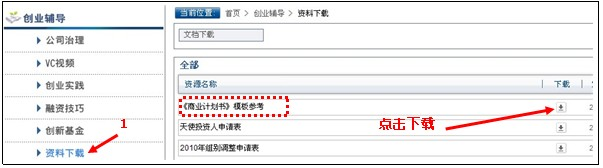 创业辅导
公司治理
VC视频
创业实践
融资技巧
创新基金
资料下载
1
当前位置: 首页 > 创业辅导 > 资料下载
文档下载
全部
资源名称 下载
《商业计划书》模板参考 2
点击下载
天使投资人申请表 2
2010年组别调整申请表 2